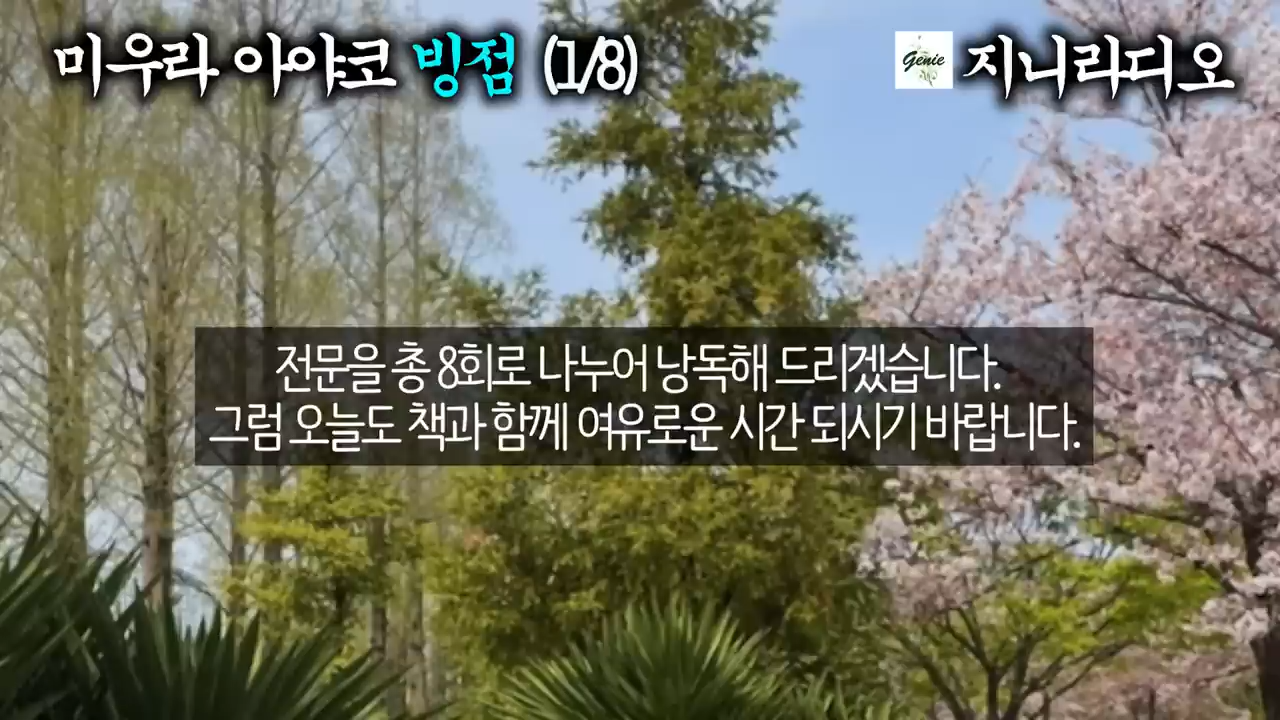 미우라 아야코 빙점 (1/8)
Genie 지니라디오
전문을 총 8회로 나누어 낭독해 드리겠습니다.
그럼 오늘도 책과 함께 여유로운 시간 되시기 바랍니다.